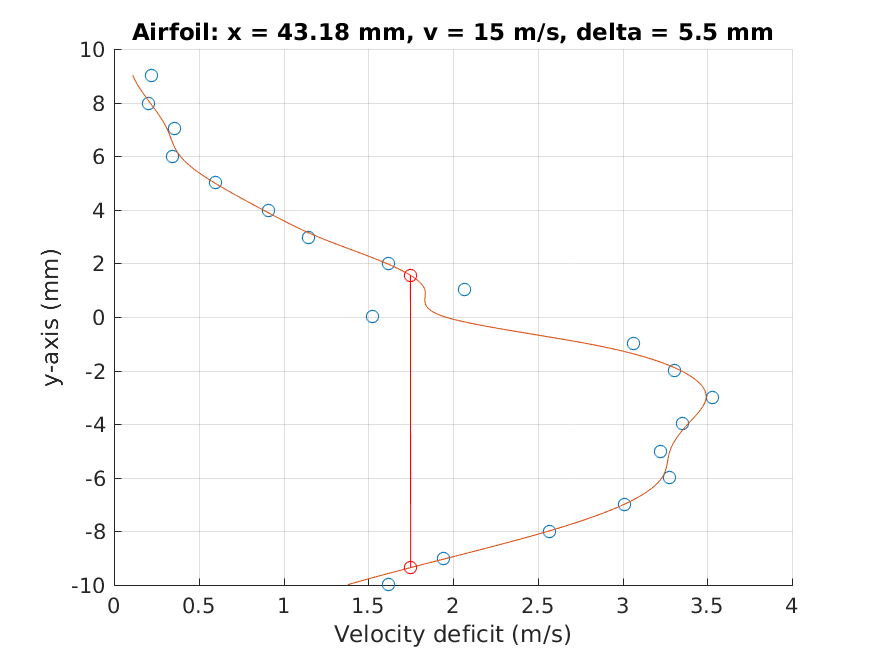 Airfoil: x = 43.18 mm, v = 15 m/s, delta = 5.5 mm
10
8
6
4
2
0
-2
-4
-6
-8
-10
y-axis (mm)
0 0.5 1 1.5 2 2.5 3 3.5 4
Velocity deficit (m/s)